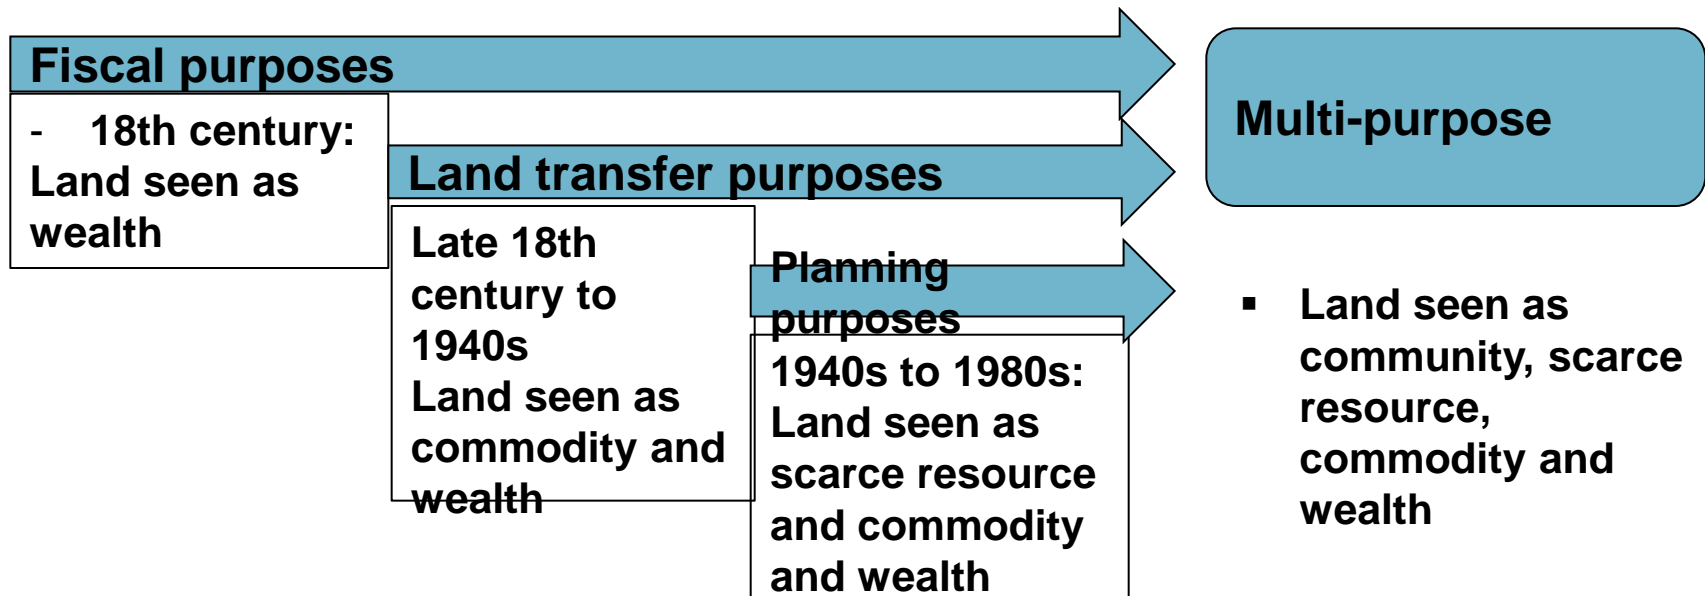 Fiscal purposes
- 18th century:
Land seen as
wealth
Land transfer purposes
Late 18th
century to
1940s
Land seen as
commodity and
wealth
Planning
purposes
1940s to 1980s:
Land seen as
scarce resource
and commodity
and wealth
Multi-purpose
▪ Land seen as
community, scarce
resource,
commodity and
wealth